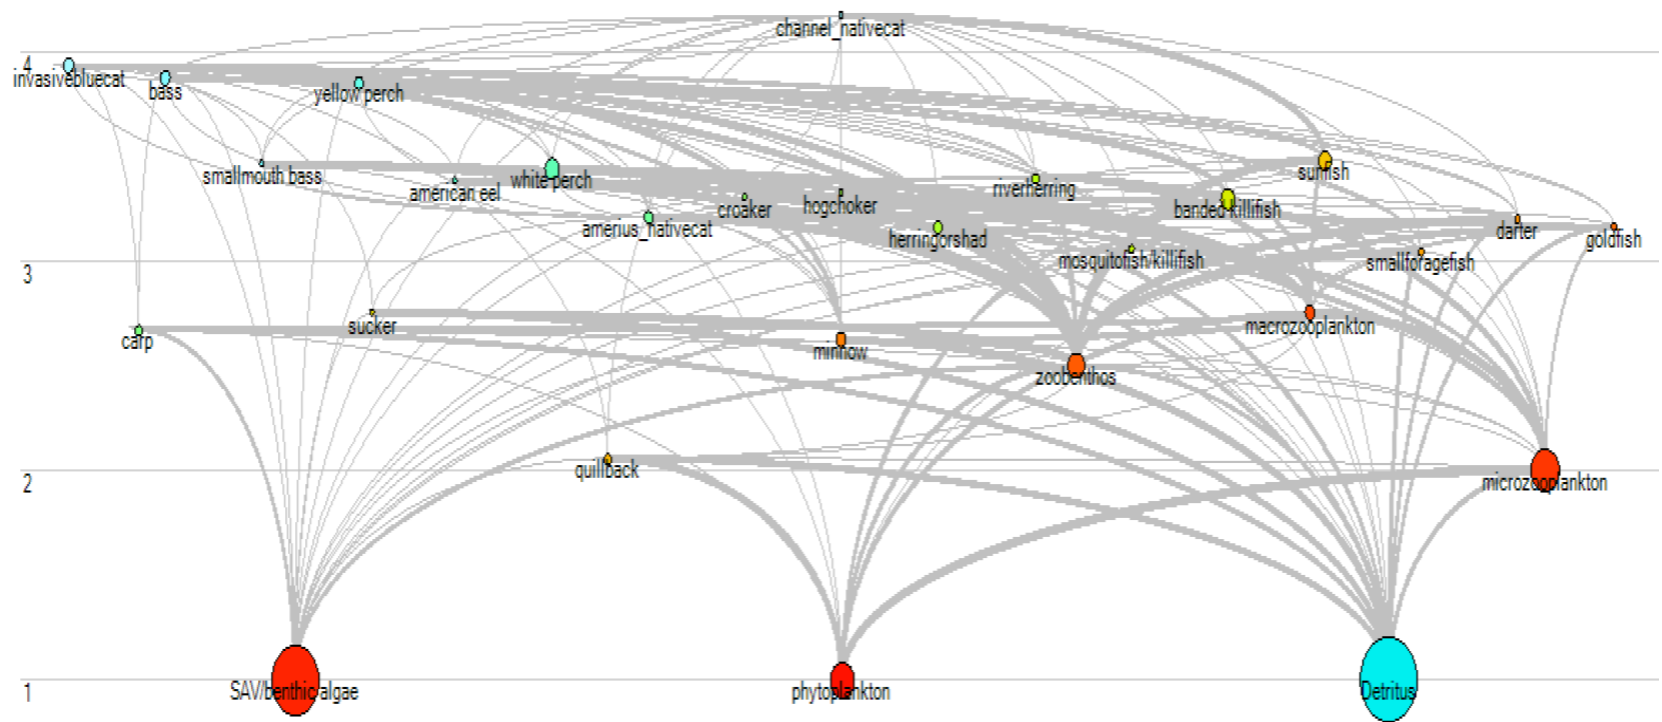 channel_nativecat
4
invasivebluecat
bass
yellow perch
smallmouth bass
american eel
white perch
riverherring
sunfish
croaker
hogchoker
banded killifish
amerius_nativecat
herringorshad
darter
goldfish
mosquitofish/killifish
smallforagefish
3
sucker
macrozooplankton
carp
minnow
zoobenthos
quillback
2
microzooplankton
1
SAV/benthic algae
phytoplankton
Detritus